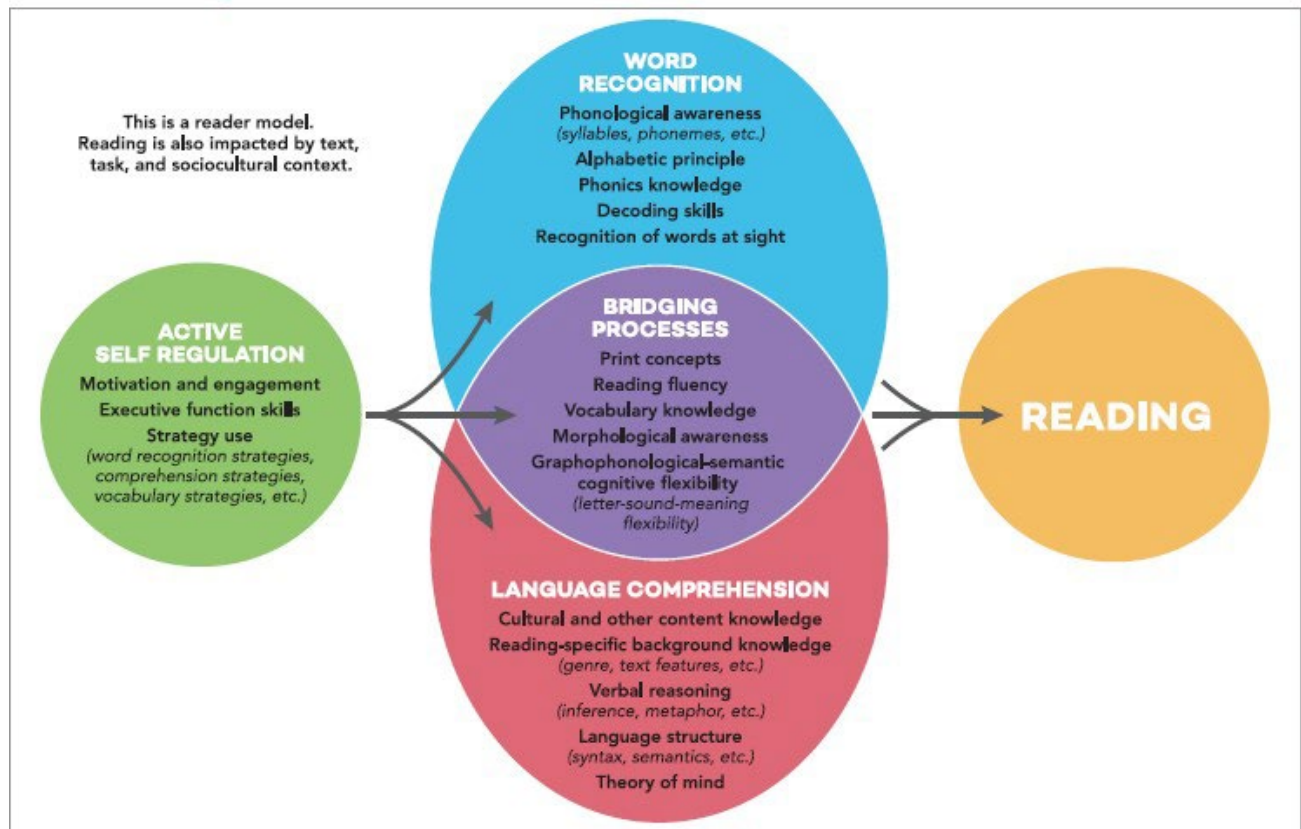 This is a reader model.
Reading is also impacted by text,
task, and sociocultural context.
ACTIVE
SELF REGULATION
Motivation and engagement
Executive function skills
Strategy use
(word recognition strategies,
comprehension strategies,
vocabulary strategies, etc.)
WORD
RECOGNITION
Phonological awareness
(syllables, phonemes, etc.)
Alphabetic principle
Phonics knowledge
Decoding skills
Recognition of words at sight
BRIDGING
PROCESSES
Print concepts
Reading fluency
Vocabulary knowledge
Morphological awareness
Graphophonological-semantic
cognitive flexibility
(letter-sound-meaning
flexibility)
LANGUAGE COMPREHENSION
Cultural and other content knowledge
Reading-specific background knowledge
(genre, text features, etc.)
Verbal reasoning
(inference, metaphor, etc.)
Language structure
(syntax, semantics, etc.)
Theory of mind
READING